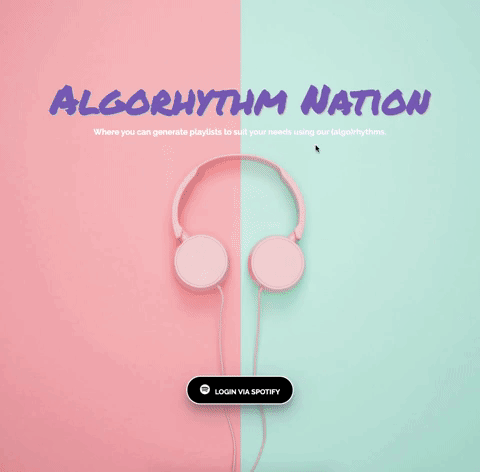 Algorhythm Nation
Where you can generate playlists to suit your needs using our (algo)rhythms.
LOGIN VIA SPOTIFY